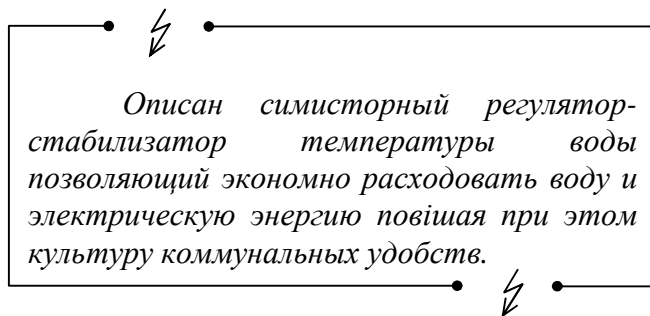 Описан симисторный регулятор-
стабилизатор температуры воды
позволяющий экономно расходовать воду и
электрическую энергию повішая при этом
культуру коммунальных удобств.